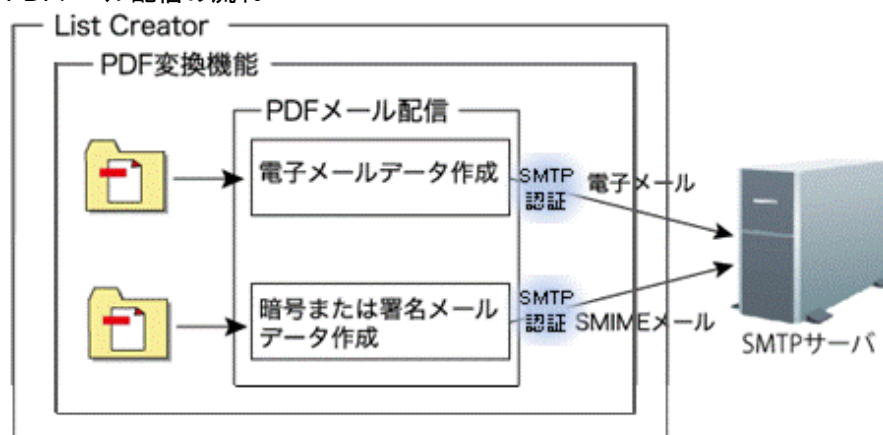 List Creator
PDF変換機能
PDFメール配信
電子メールデータ作成
SMTP
認証
電子メール
暗号または署名メール
データ作成
SMTP
認証
SMIMEメール
SMTPサーバ